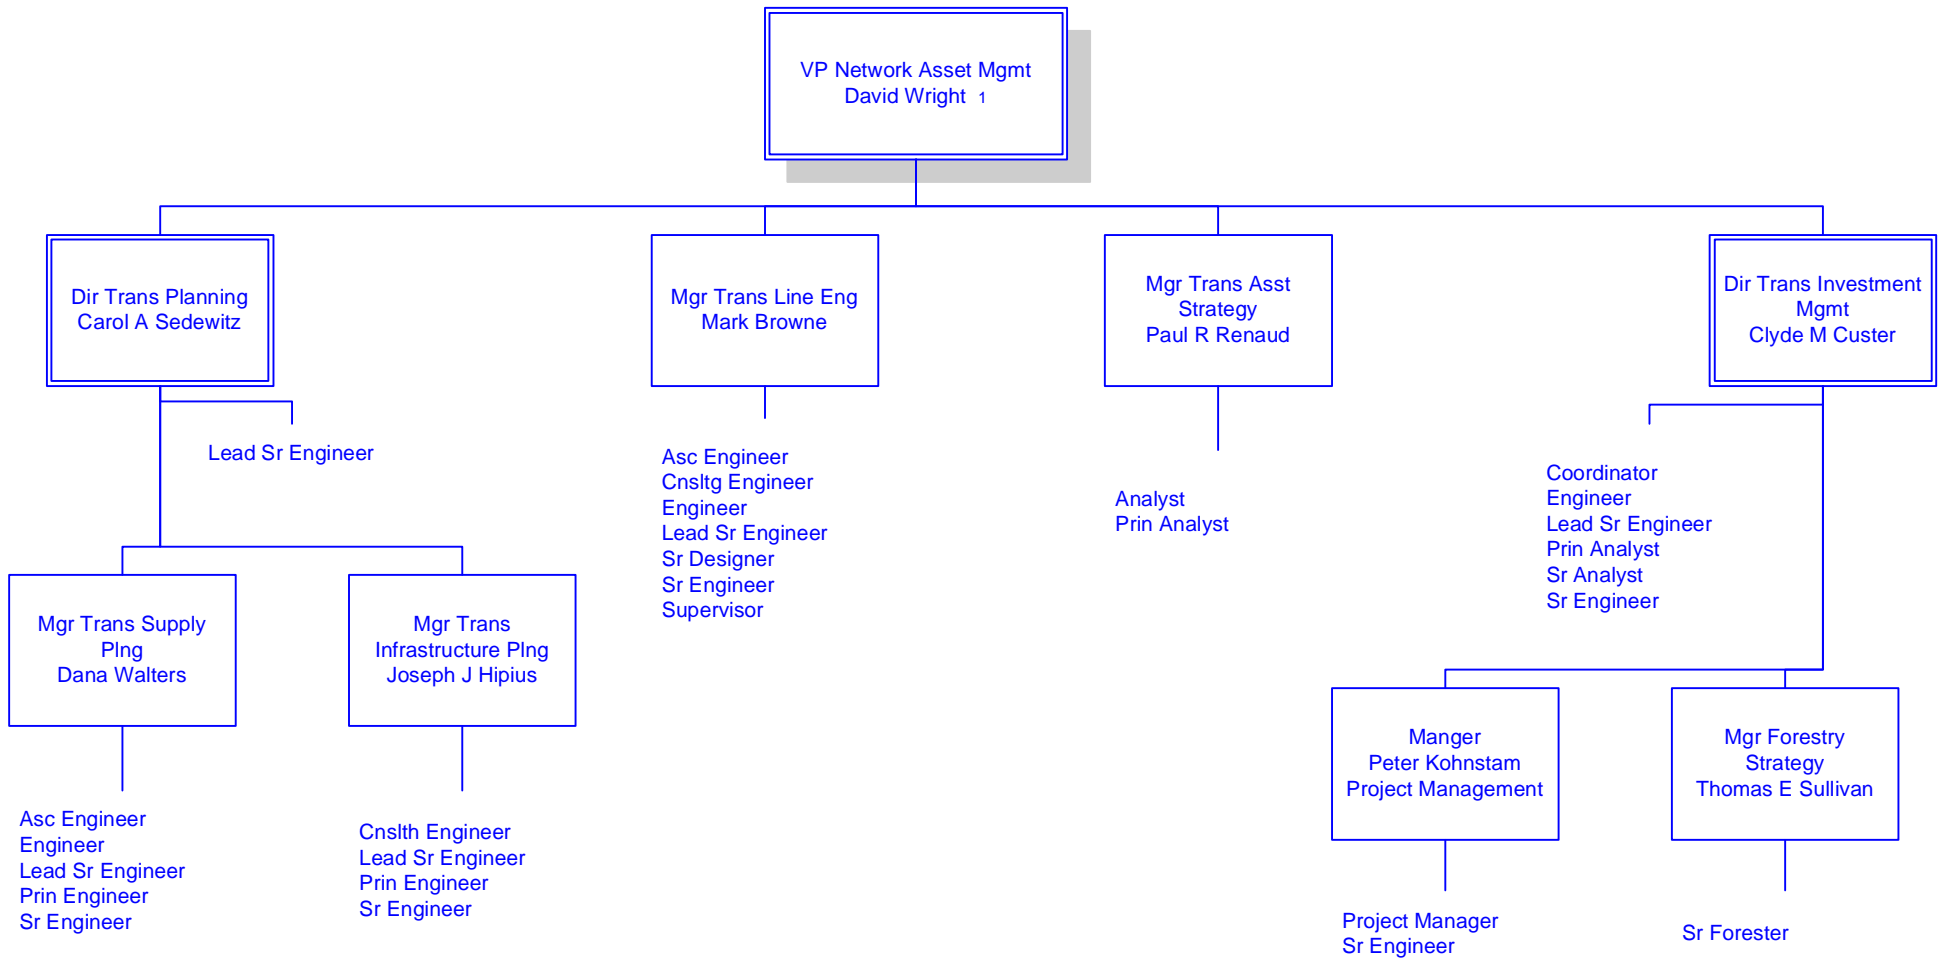 VP Network Asset Mgmt
David Wright 1
Dir Trans Planning
Carol A Sedewitz
Mgr Trans Line Eng
Mark Browne
Mgr Trans Asst
Strategy
Paul R Renaud
Dir Trans Investment
Mgmt
Clyde M Custer
Lead Sr Engineer
Asc Engineer
Cnsltg Engineer
Engineer
Lead Sr Engineer
Sr Designer
Sr Engineer
Supervisor
Analyst
Prin Analyst
Coordinator
Engineer
Lead Sr Engineer
Prin Analyst
Sr Analyst
Sr Engineer
Mgr Trans Supply
Plng
Dana Walters
Mgr Trans
Infrastructure Plng
Joseph J Hipius
Manger
Peter Kohnstam
Project Management
Mgr Forestry
Strategy
Thomas E Sullivan
Asc Engineer
Engineer
Lead Sr Engineer
Prin Engineer
Sr Engineer
Cnslth Engineer
Lead Sr Engineer
Prin Engineer
Sr Engineer
Project Manager
Sr Engineer
Sr Forester